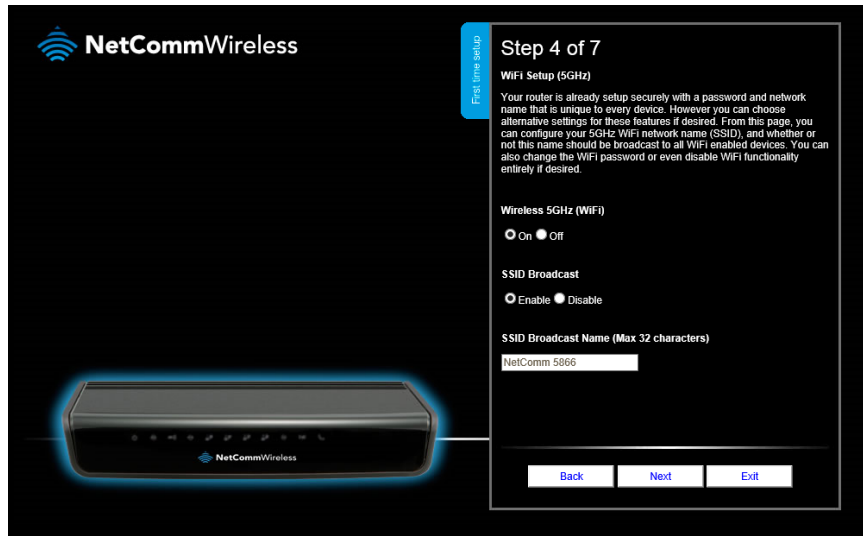 NetCommWireless
First time setup
Step 4 of 7
WiFi Setup (5GHz)
Your router is already setup securely with a password and network
name that is unique to every device. However you can choose
alternative settings for these features if desired. From this page, you
can configure your 5GHz WiFi network name (SSID), and whether or
not this name should be broadcast to all WiFi enabled devices. You can
also change the WiFi password or even disable WiFi functionality
entirely if desired.
Wireless 5GHz (WiFi)
On Off
SSID Broadcast
Enable Disable
SSID Broadcast Name (Max 32 characters)
NetComm 5866
NetCommWireless
Back Next Exit